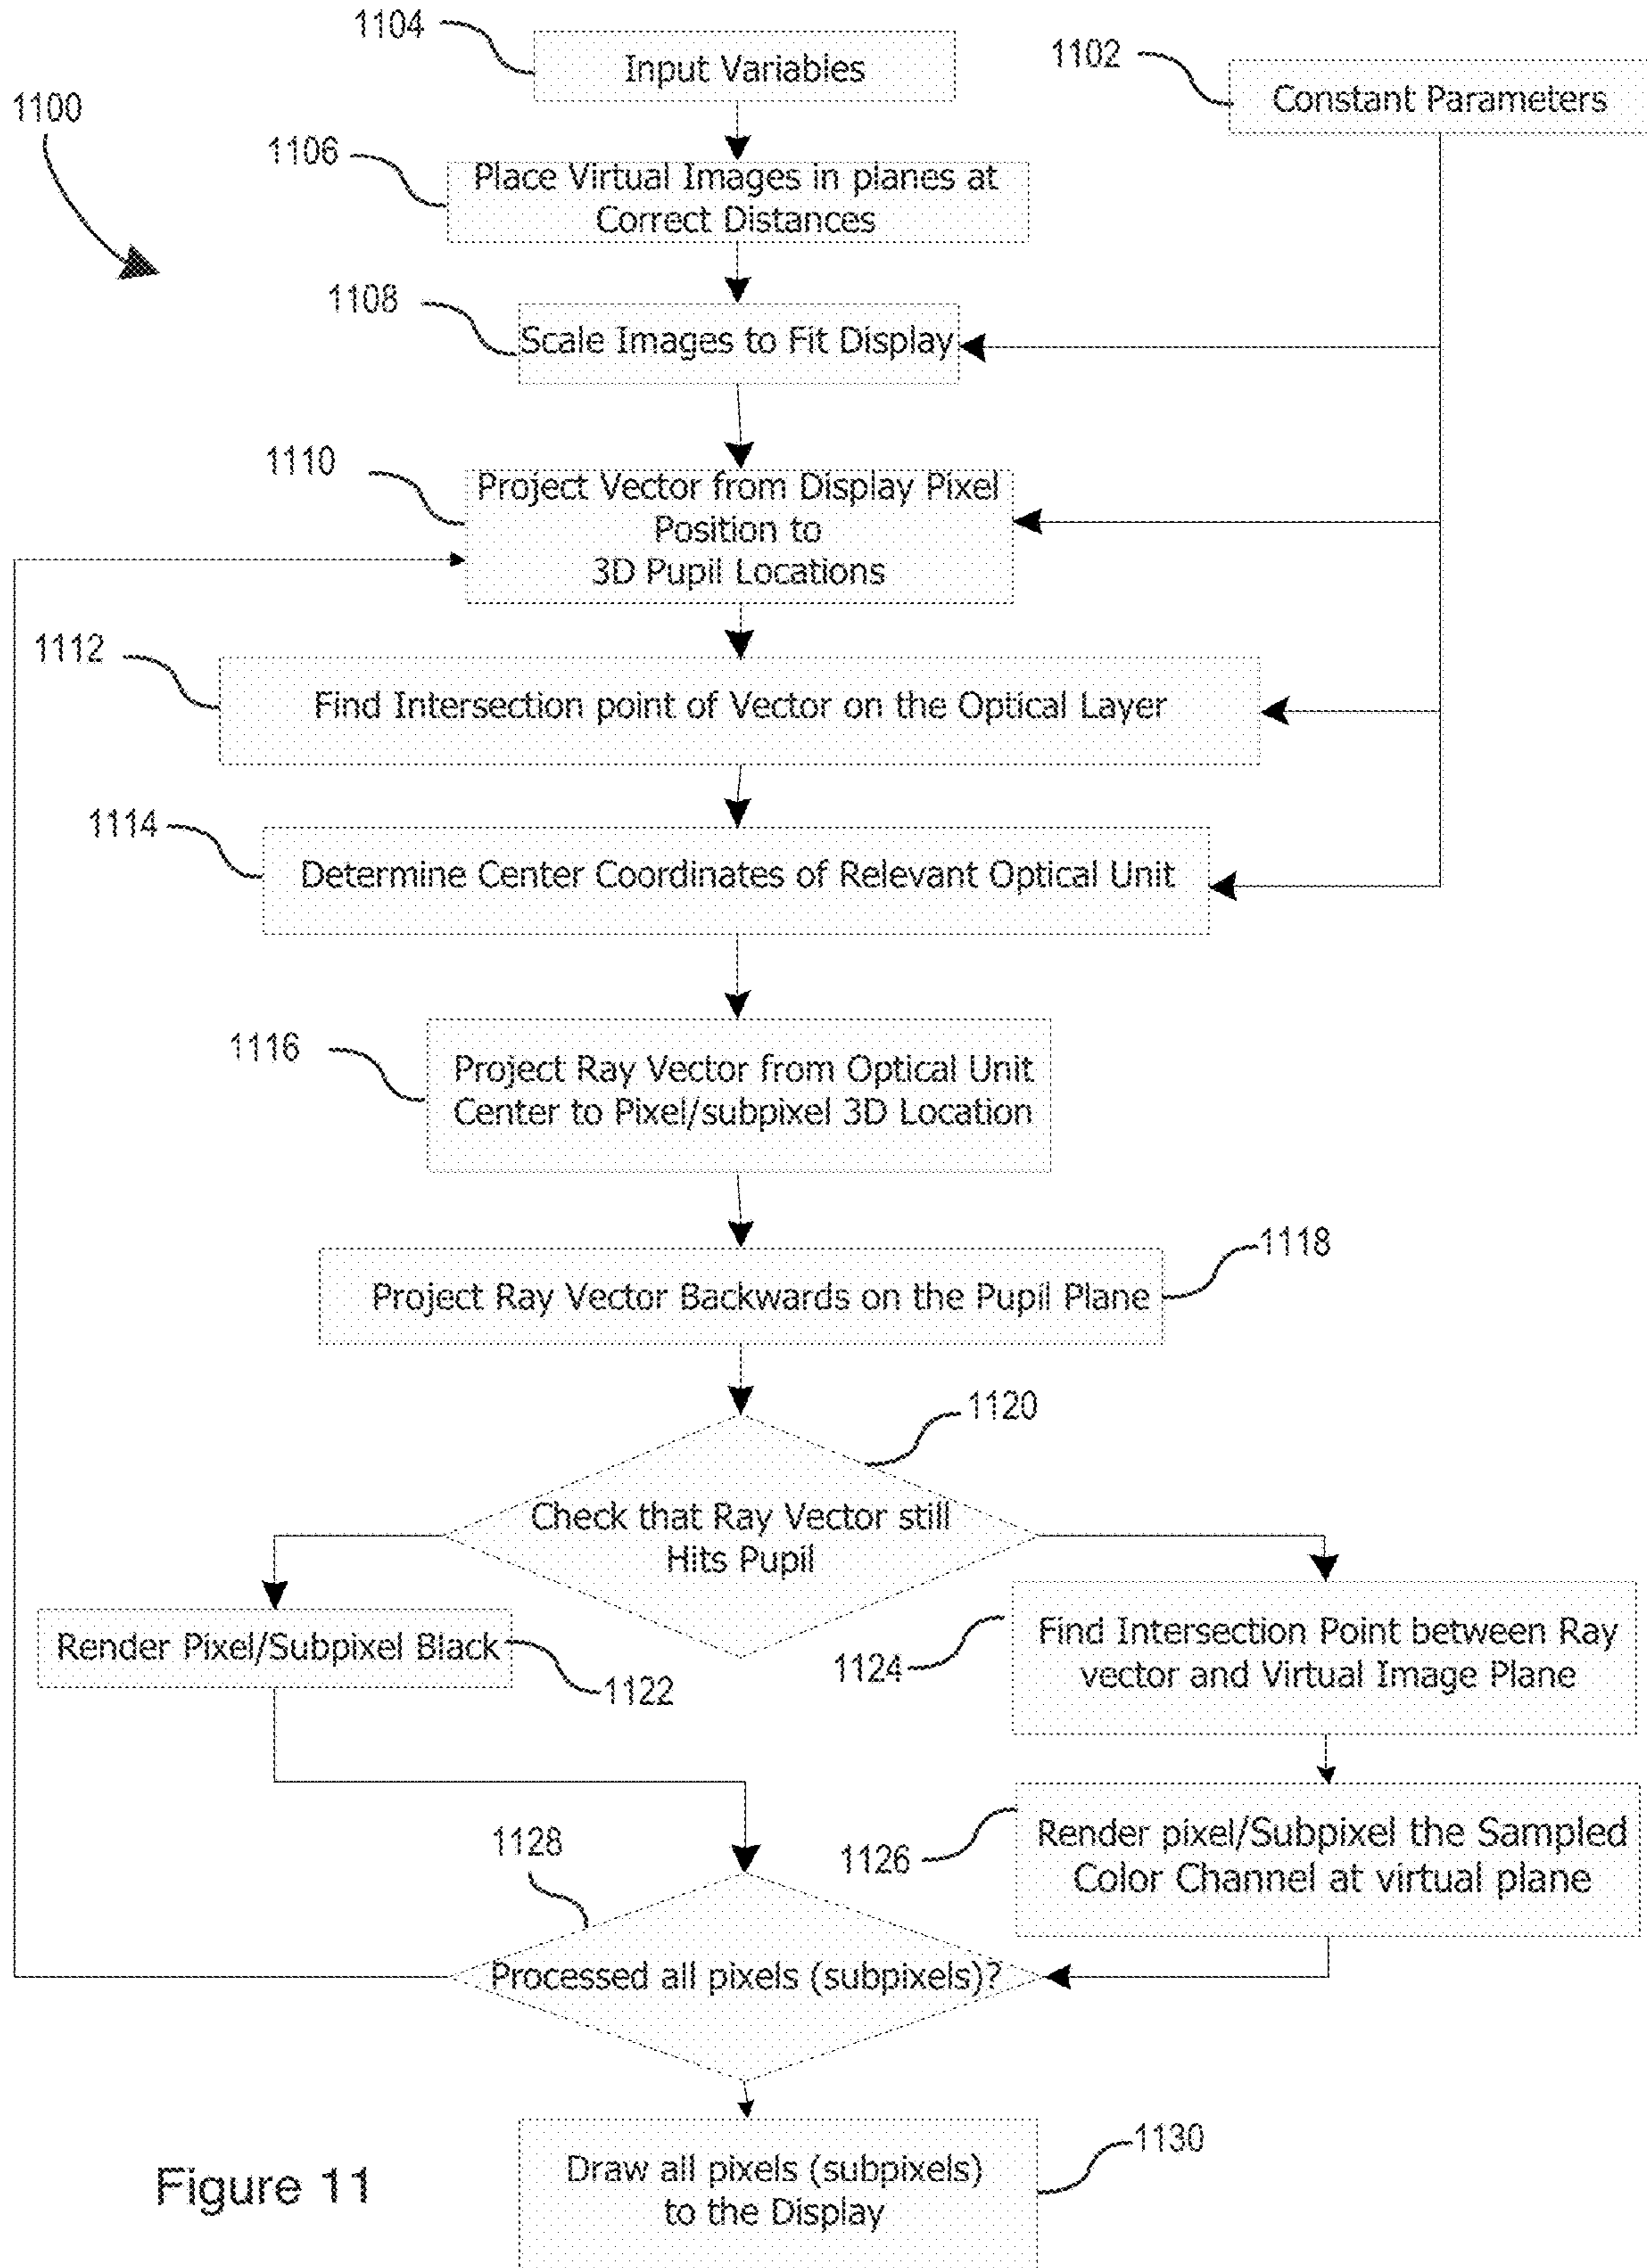 1104
Input Variables
1102
Constant Parameters
1100
1106
Place Virtual Images in planes at
Correct Distances
1108
Scale Images to Fit Display
1110
Project Vector from Display Pixel
Position to
3D Pupil Locations
1112
Find Intersection point of Vector on the Optical Layer
1114
Determine Center Coordinates of Relevant Optical Unit
1116
Project Ray Vector from Optical Unit
Center to Pixel/subpixel 3D Location
1118
Project Ray Vector Backwards on the Pupil Plane
1120
Check that Ray Vector still
Hits Pupil
Render Pixel/Subpixel Black
1122
1124
Find Intersection Point between Ray
vector and Virtual Image Plane
1126
Render pixel/Subpixel the Sampled
Color Channel at virtual plane
1128
Processed all pixels (subpixels)?
1130
Draw all pixels (subpixels)
to the Display
Figure 11